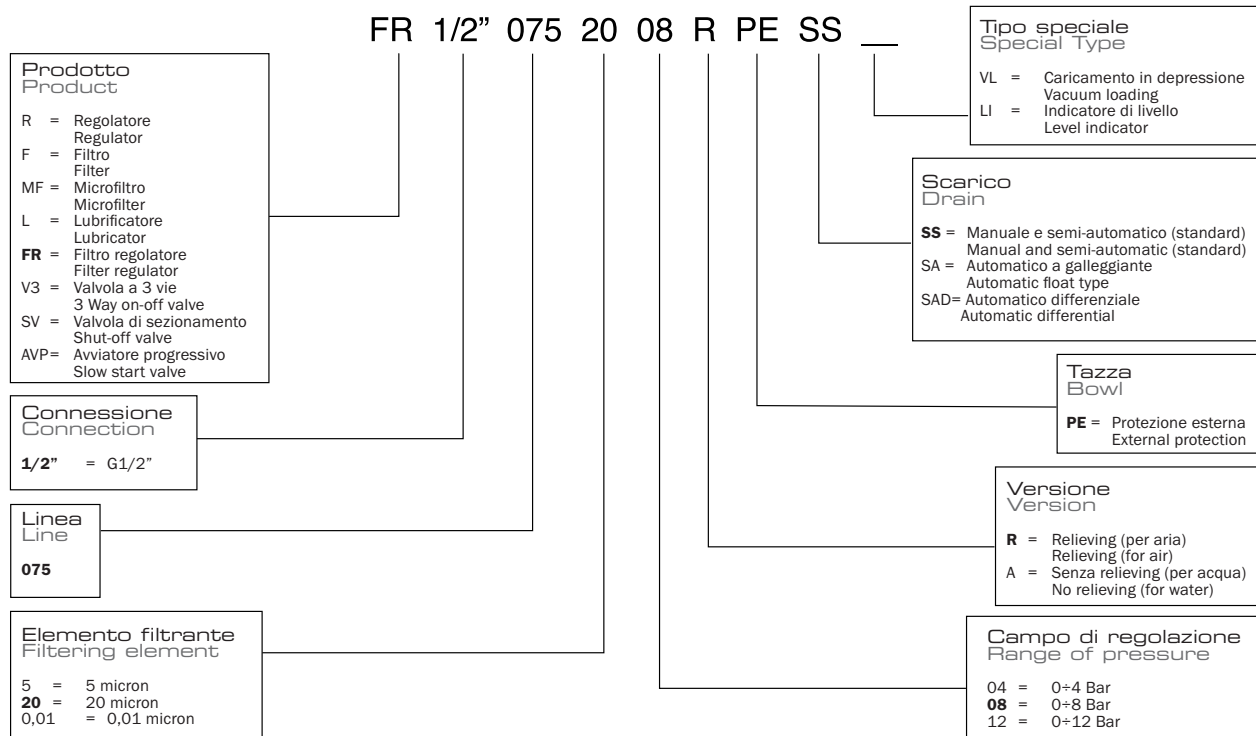 FR 1/2” 075 20 08 R PE SS __
Prodotto
Product
R = Regolatore
Regulator
F = Filtro
Filter
MF = Microfiltro
Microfilter
L = Lubrificatore
Lubricator
FR = Filtro regolatore
Filter regulator
V3 = Valvola a 3 vie
3 Way on-off valve
SV = Valvola di sezionamento
Shut-off valve
AVP= Avviatore progressivo
Slow start valve
Connessione
Connection
1/2” = G1/2”
Linea
Line
075
Elemento filtrante
Filtering element
5 = 5 micron
20 = 20 micron
0,01 = 0,01 micron
Tipo speciale
Special Type
VL = Caricamento in depressione
Vacuum loading
LI = Indicatore di livello
Level indicator
Scarico
Drain
SS = Manuale e semi-automatico (standard)
Manual and semi-automatic (standard)
SA = Automatico a galleggiante
Automatic float type
SAD= Automatico differenziale
Automatic differential
Tazza
Bowl
PE = Protezione esterna
External protection
Versione
Version
R = Relieving (per aria)
Relieving (for air)
A = Senza relieving (per acqua)
No relieving (for water)
Campo di regolazione
Range of pressure
04 = 0÷4 Bar
08 = 0÷8 Bar
12 = 0÷12 Bar